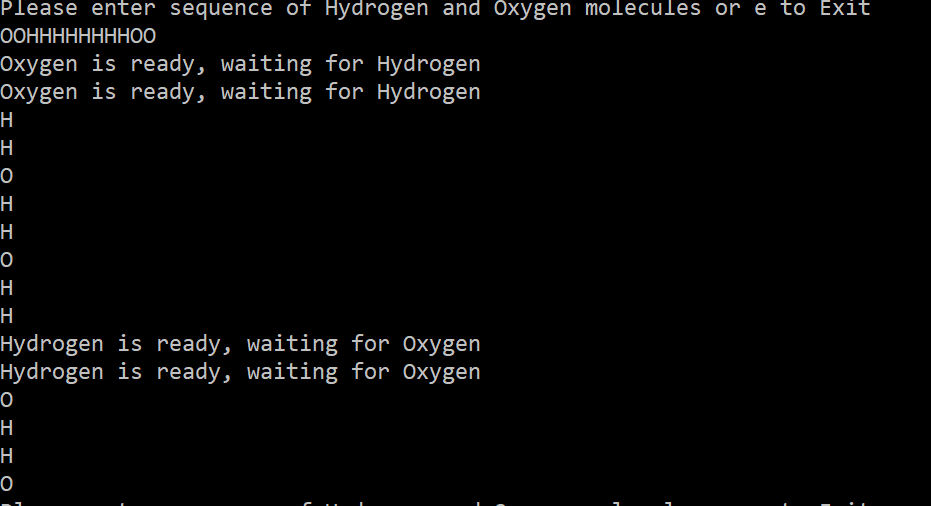 Please enter sequence of Hydrogen and Oxygen molecules or e to Exit
OOHHHHHHHHOO
Oxygen is ready, waiting for Hydrogen
Oxygen is ready, waiting for Hydrogen
H
H
O
H
H
O
H
H
Hydrogen is ready, waiting for Oxygen
Hydrogen is ready, waiting for Oxygen
O
H
H
O